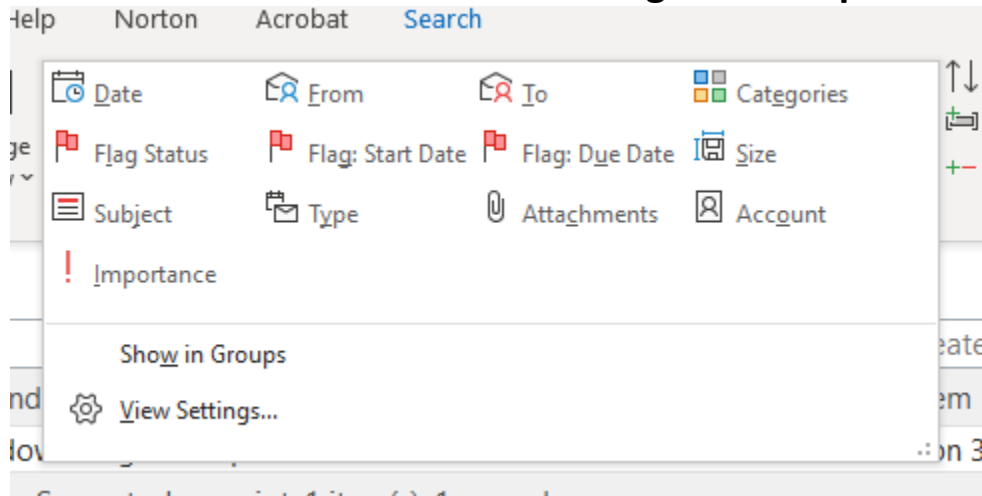 Help Norton Acrobat Search
Date From To Categories
Flag Status Flag: Start Date Flag: Due Date Size
Subject Type Attachments Account
! Importance
Show in Groups
View Settings...